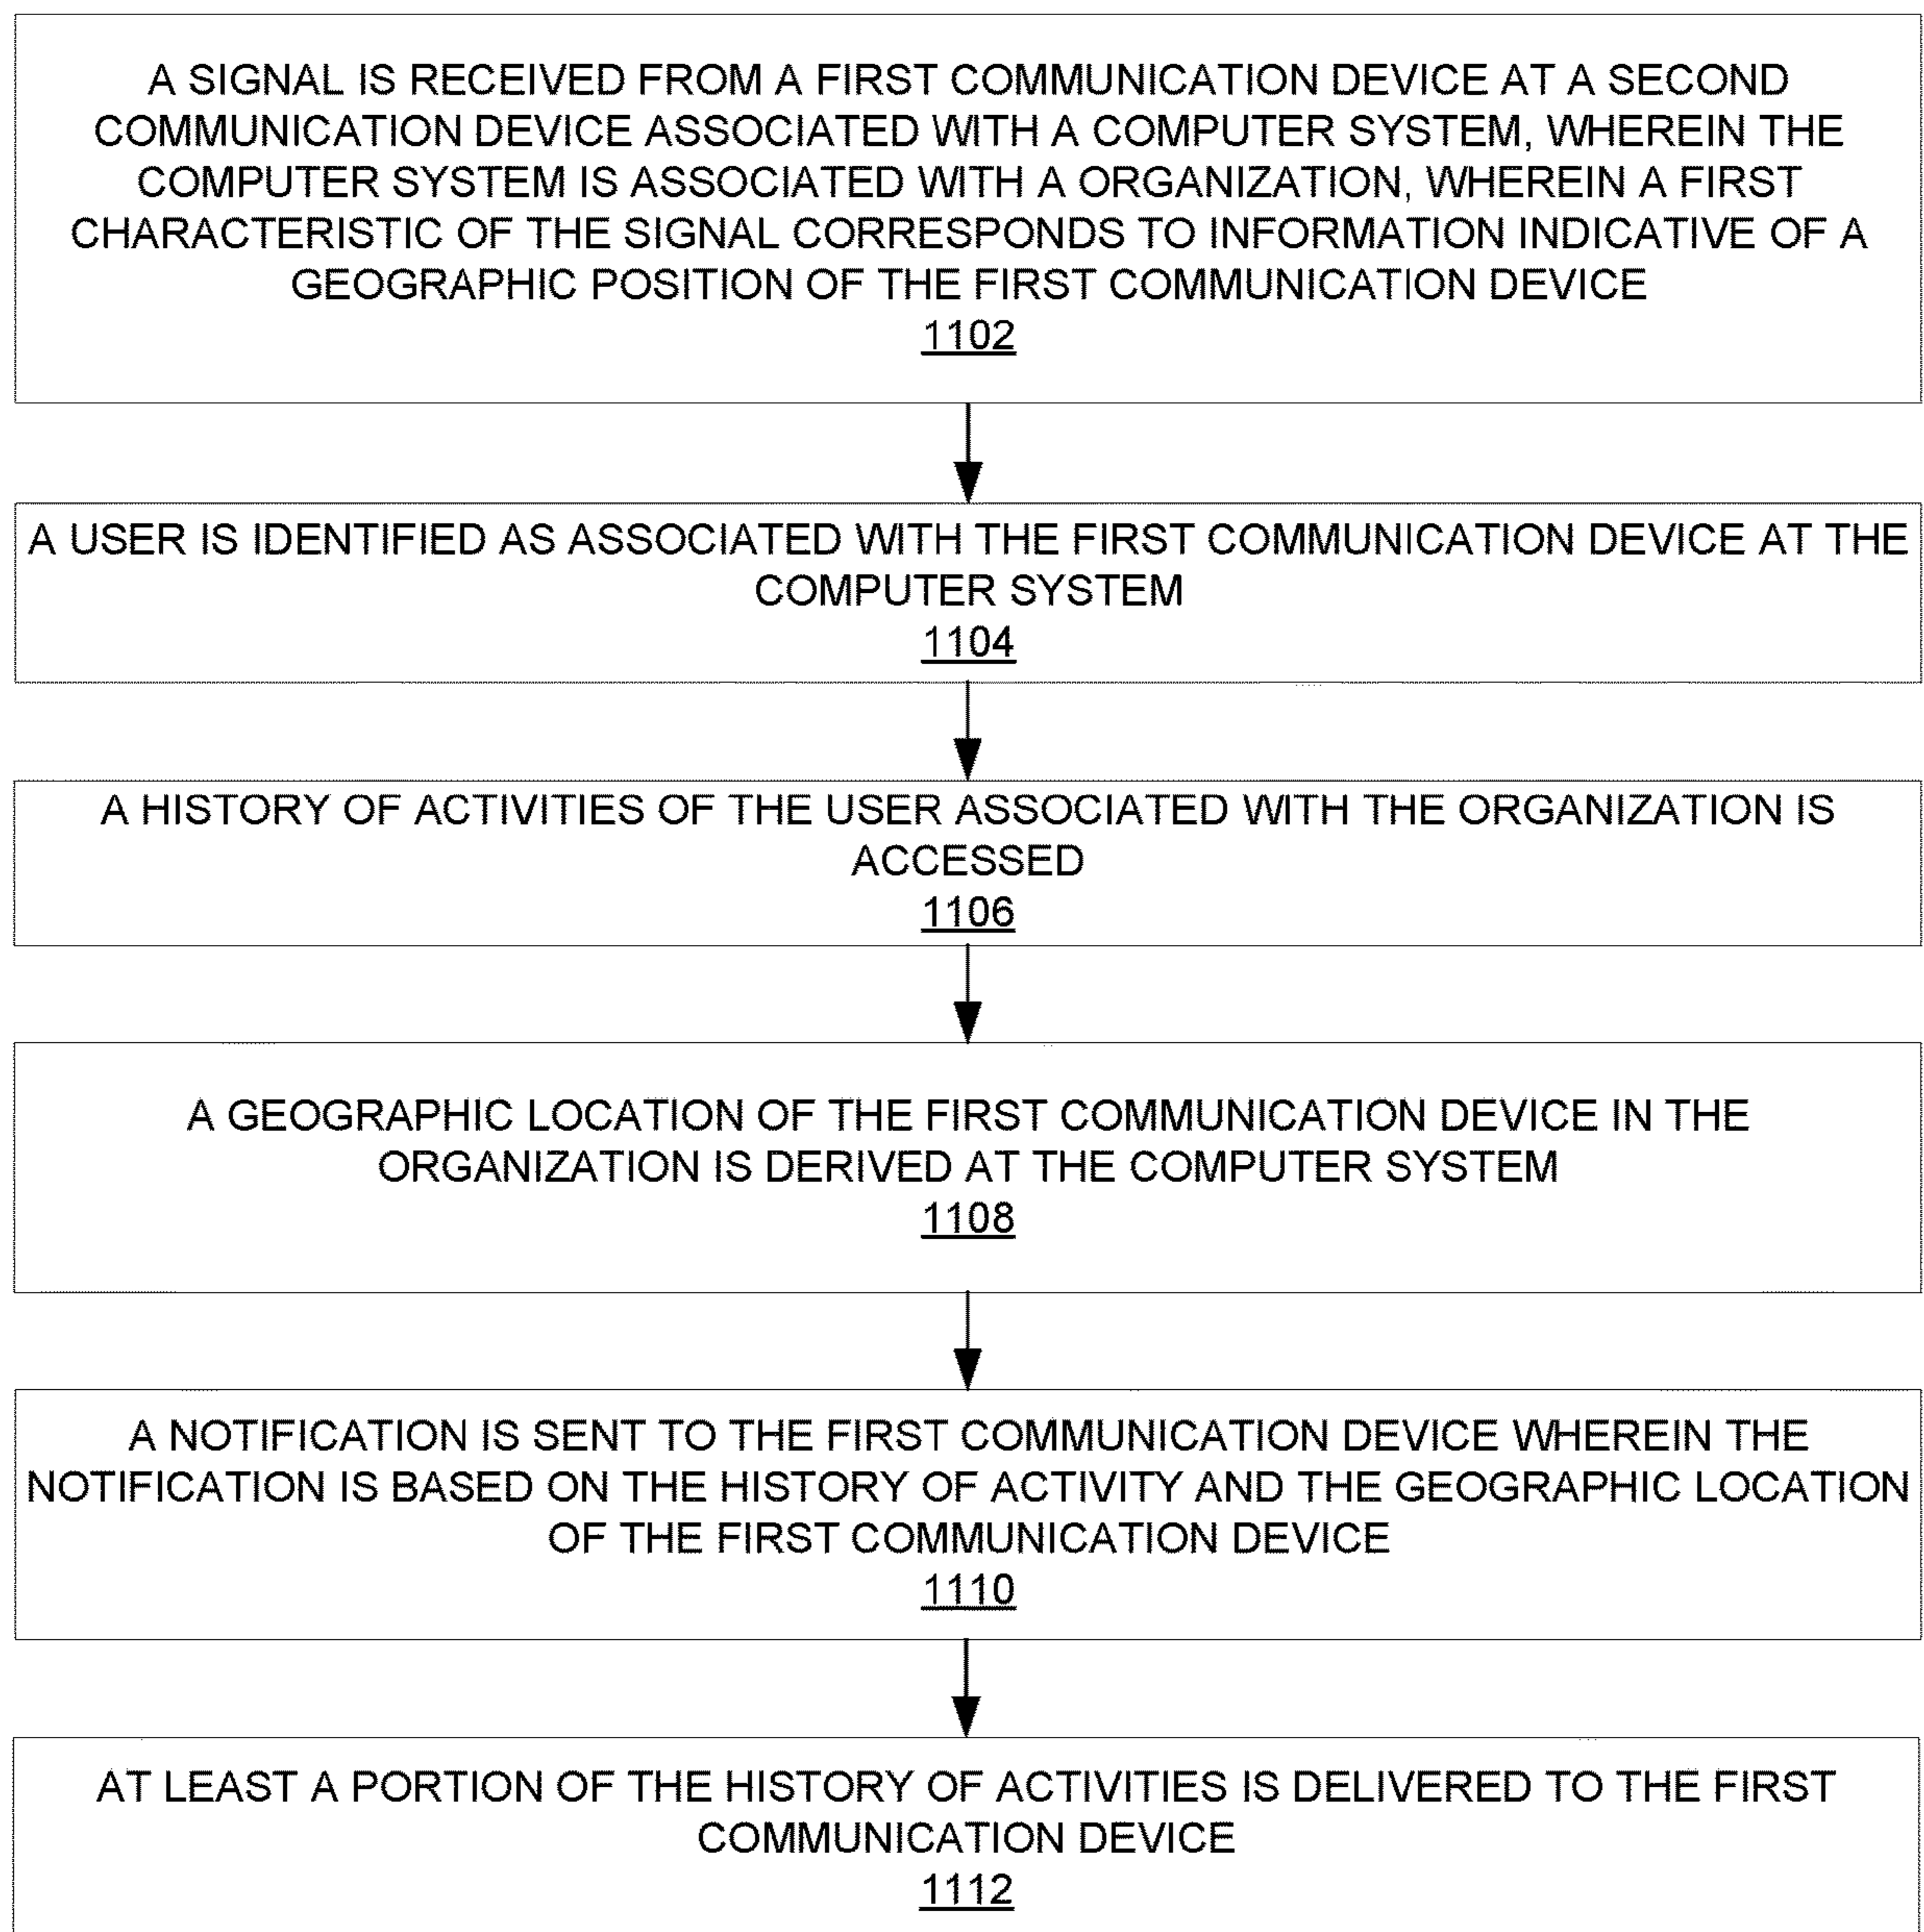 A SIGNAL IS RECEIVED FROM A FIRST COMMUNICATION DEVICE AT A SECOND
COMMUNICATION DEVICE ASSOCIATED WITH A COMPUTER SYSTEM, WHEREIN THE
COMPUTER SYSTEM IS ASSOCIATED WITH A ORGANIZATION, WHEREIN A FIRST
CHARACTERISTIC OF THE SIGNAL CORRESPONDS TO INFORMATION INDICATIVE OF A
GEOGRAPHIC POSITION OF THE FIRST COMMUNICATION DEVICE
1102
A USER IS IDENTIFIED AS ASSOCIATED WITH THE FIRST COMMUNICATION DEVICE AT THE
COMPUTER SYSTEM
1104
A HISTORY OF ACTIVITIES OF THE USER ASSOCIATED WITH THE ORGANIZATION IS
ACCESSED
1106
A GEOGRAPHIC LOCATION OF THE FIRST COMMUNICATION DEVICE IN THE
ORGANIZATION IS DERIVED AT THE COMPUTER SYSTEM
1108
A NOTIFICATION IS SENT TO THE FIRST COMMUNICATION DEVICE WHEREIN THE
NOTIFICATION IS BASED ON THE HISTORY OF ACTIVITY AND THE GEOGRAPHIC LOCATION
OF THE FIRST COMMUNICATION DEVICE
1110
AT LEAST A PORTION OF THE HISTORY OF ACTIVITIES IS DELIVERED TO THE FIRST
COMMUNICATION DEVICE
1112